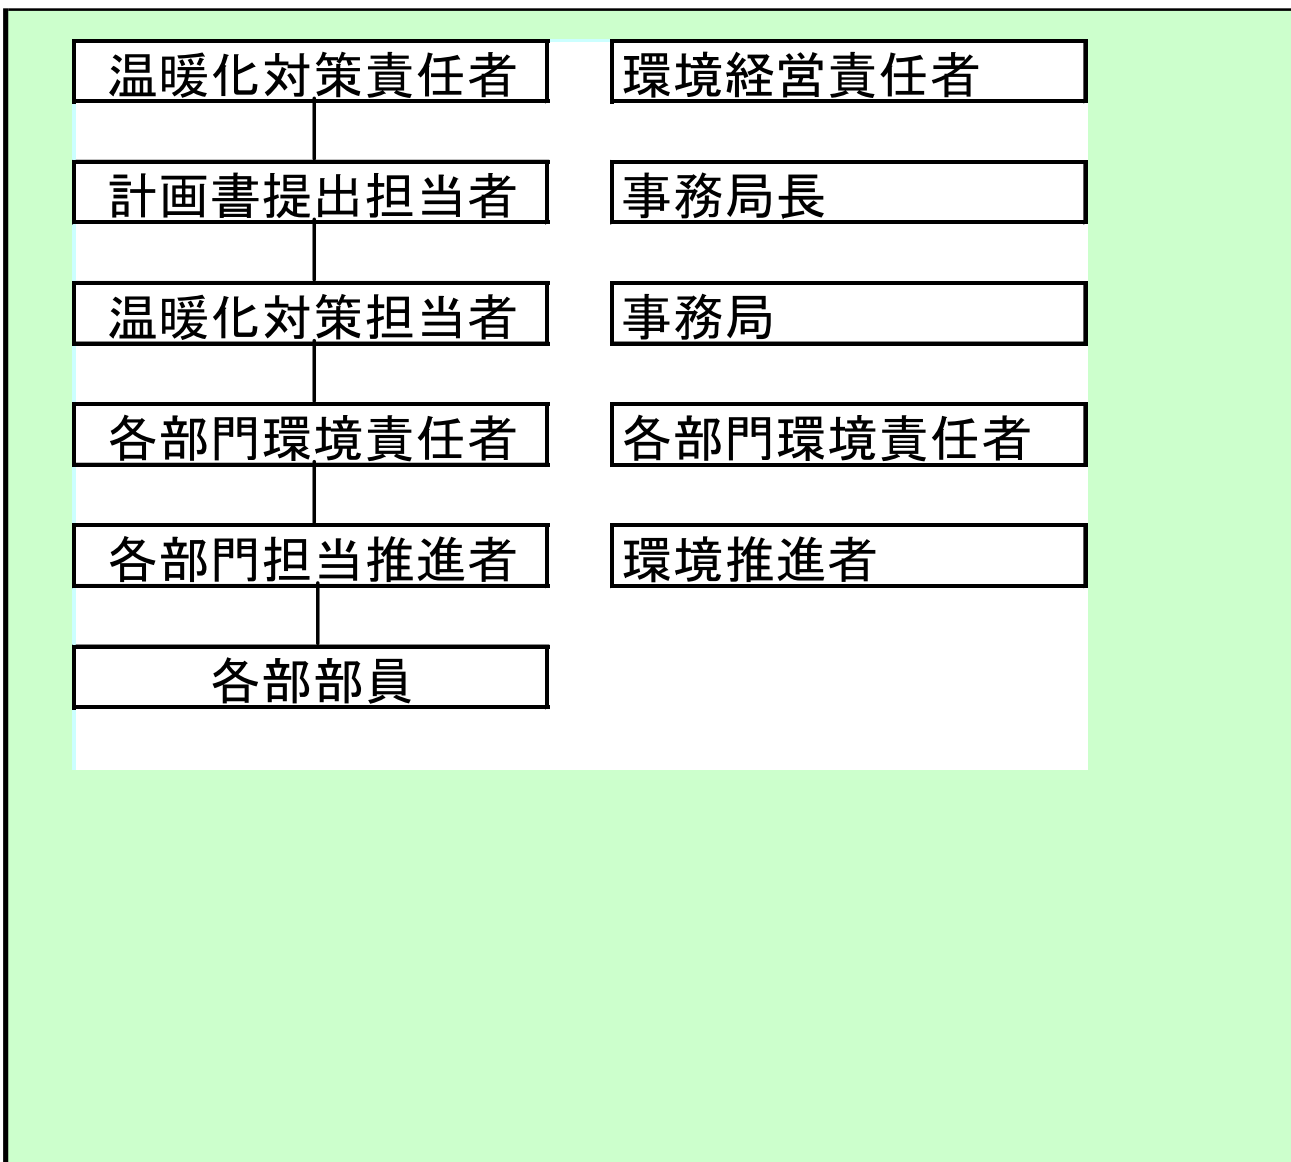 温暖化対策責任者
環境経営責任者
計画書提出担当者
事務局長
温暖化対策担当者
事務局
各部門環境責任者
各部門環境責任者
各部門担当推進者
環境推進者
各部部員